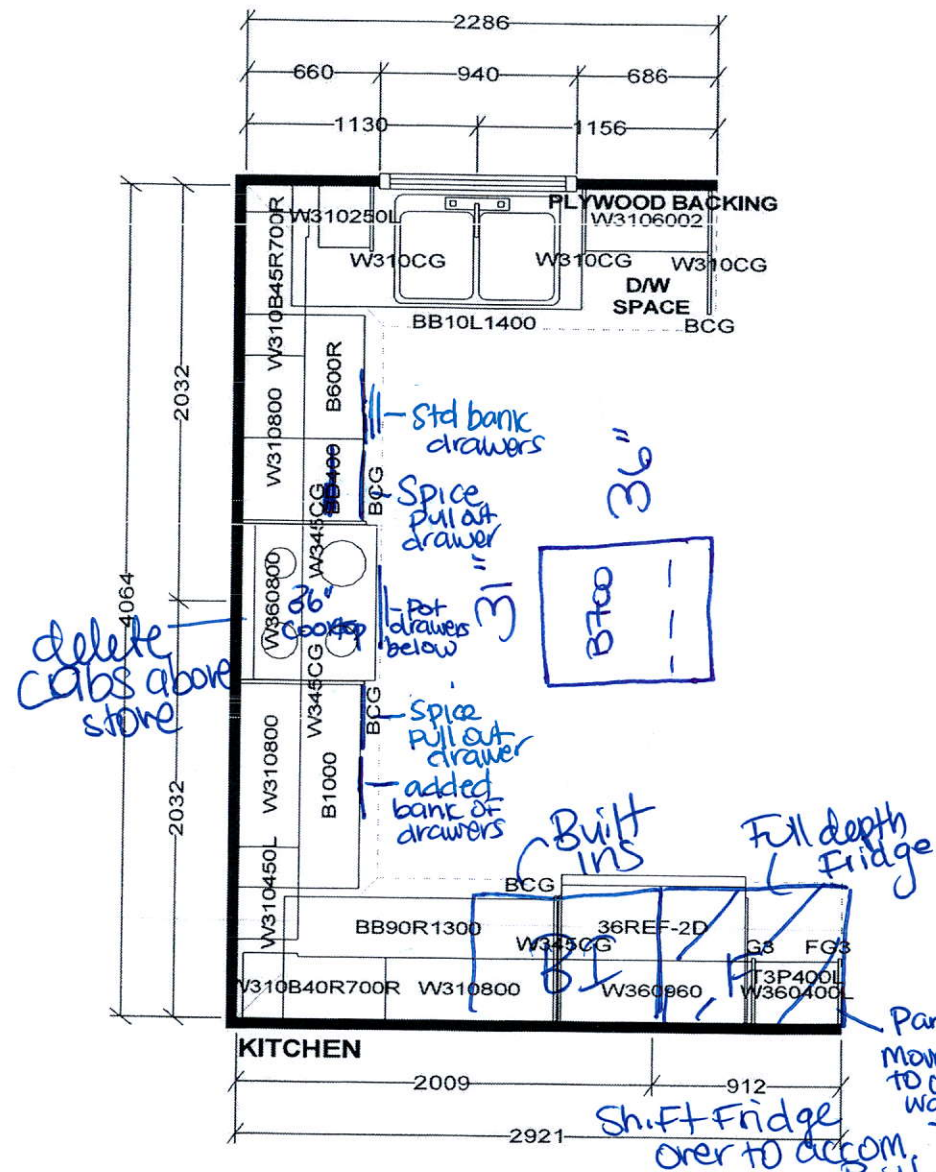 2286
660
940
686
1130
1156
PLYWOOD BACKING
W310250L
W3106002
W310CG
W310CG
W310CG
D/W
SPACE
BB10L1400
BCG
W310B45R700R
2032
4064
W310800
B600R
Std bank
drawers
BCG
W345CG
Spice
pull out
drawer
36"
31"
B700
W360800
36"
cooktop
Pot
drawers
below
delete
cabs above
stove
W345CG
BCG
Spice
pull out
drawer
W310800
B1000
added
bank of
drawers
2032
W310450L
Built
ins
Full depth
Fridge
BCG
BB90R1300
36REF-2D
W345CG
BI
F
G3
FG3
T3P400L
W310B40R700R
W310800
W360960
W360400L
KITCHEN
2009
912
2921
Shift Fridge
over to accom.